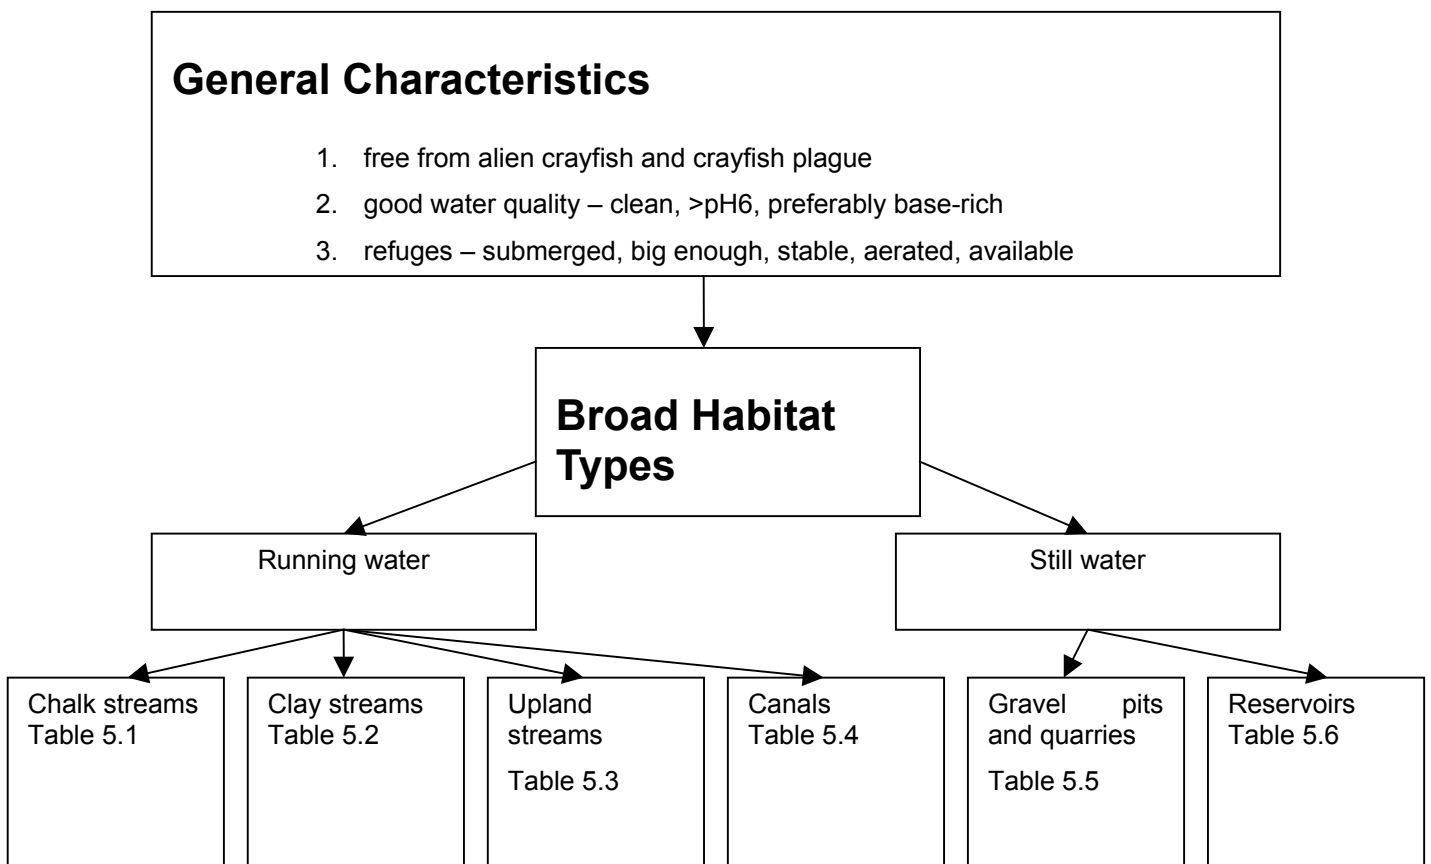 General Characteristics
1. free from alien crayfish and crayfish plague
2. good water quality – clean, >pH6, preferably base-rich
3. refuges – submerged, big enough, stable, aerated, available
Broad Habitat
Types
Running water
Still water
Chalk streams
Table 5.1
Clay streams
Table 5.2
Upland
streams
Table 5.3
Canals
Table 5.4
Gravel pits
and quarries
Table 5.5
Reservoirs
Table 5.6